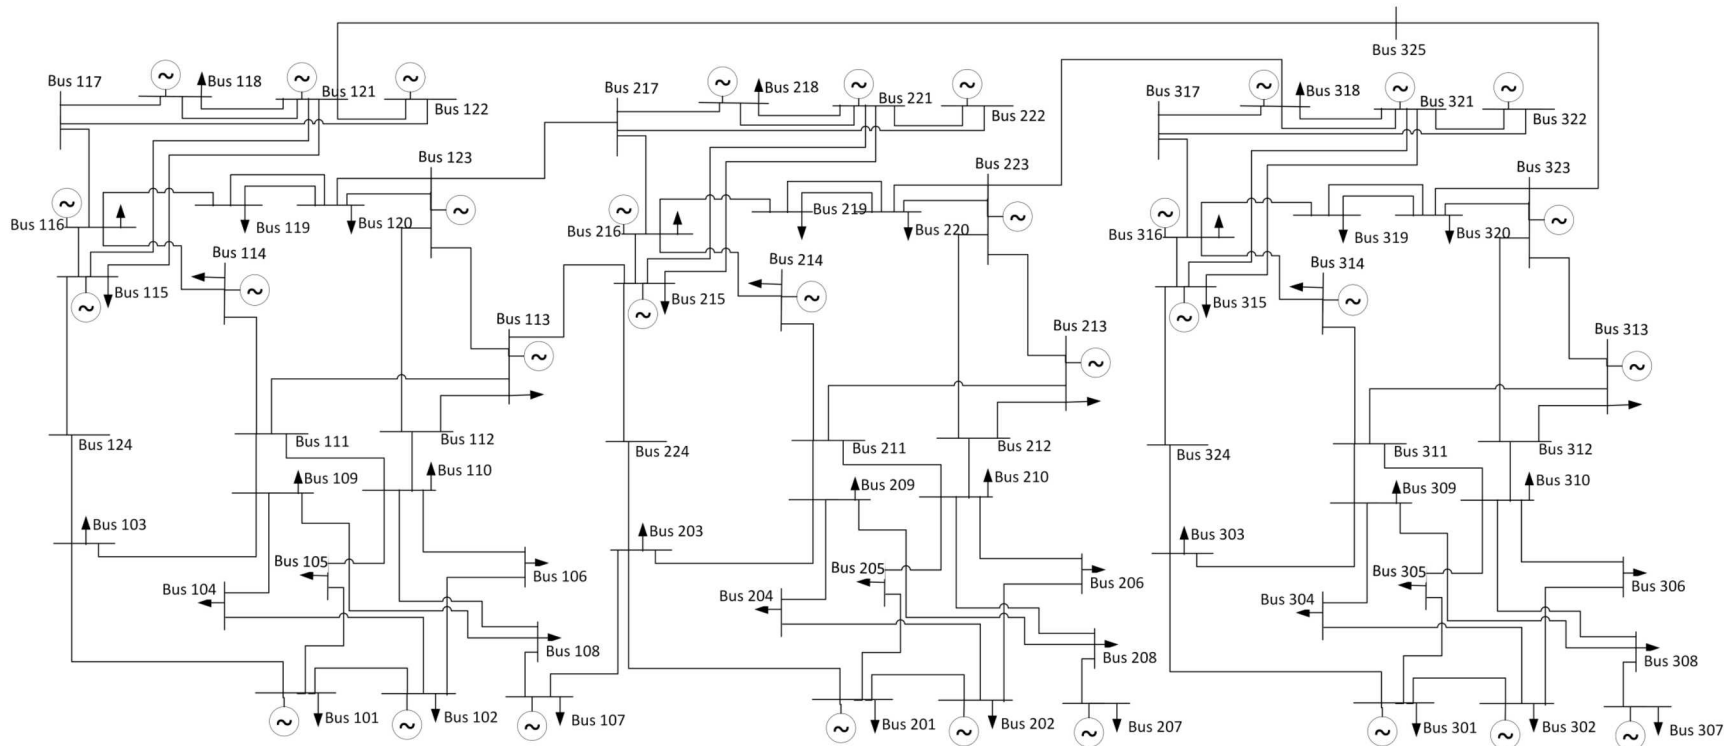 Bus 325
Bus 117
Bus 118
Bus 121
Bus 122
Bus 217
Bus 218
Bus 221
Bus 222
Bus 317
Bus 318
Bus 321
Bus 322
Bus 123
Bus 223
Bus 323
Bus 116
Bus 119
Bus 120
Bus 216
Bus 219
Bus 220
Bus 316
Bus 319
Bus 320
Bus 114
Bus 214
Bus 314
Bus 115
Bus 215
Bus 315
Bus 113
Bus 213
Bus 313
Bus 124
Bus 111
Bus 112
Bus 224
Bus 211
Bus 212
Bus 324
Bus 311
Bus 312
Bus 109
Bus 110
Bus 209
Bus 210
Bus 309
Bus 310
Bus 103
Bus 203
Bus 303
Bus 105
Bus 106
Bus 205
Bus 206
Bus 305
Bus 306
Bus 104
Bus 204
Bus 304
Bus 108
Bus 208
Bus 308
Bus 101
Bus 102
Bus 107
Bus 201
Bus 202
Bus 207
Bus 301
Bus 302
Bus 307